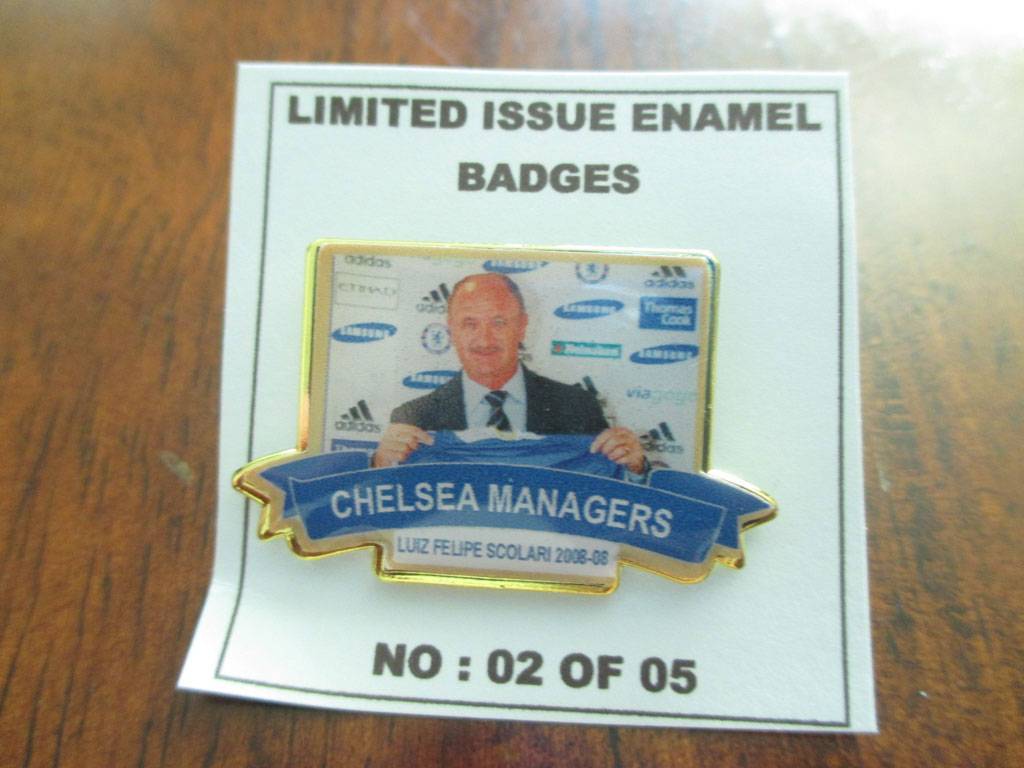 LIMITED ISSUE ENAMEL
BADGES
adidas
SAMSUNG
ETIHAD
adidas
adidas
SAMSUNG
Thomas
Cook
SAMSUNG
Heineken
SAMSUNG
SAMSUNG
viagogo
adidas
adidas
CHELSEA MANAGERS
LUIZ FELIPE SCOLARI 2008-08
NO : 02 OF 05